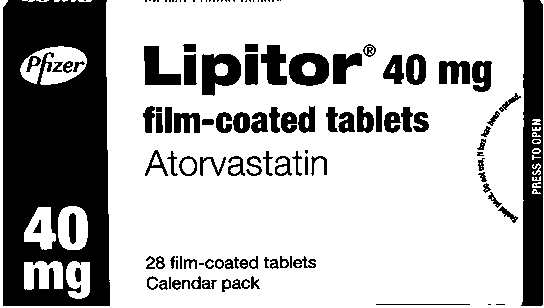 Pfizer
Lipitor® 40 mg
film-coated tablets
Atorvastatin
40
mg
28 film-coated tablets
Calendar pack
Sealed pack. Do not use, if box has been opened.
PRESS TO OPEN